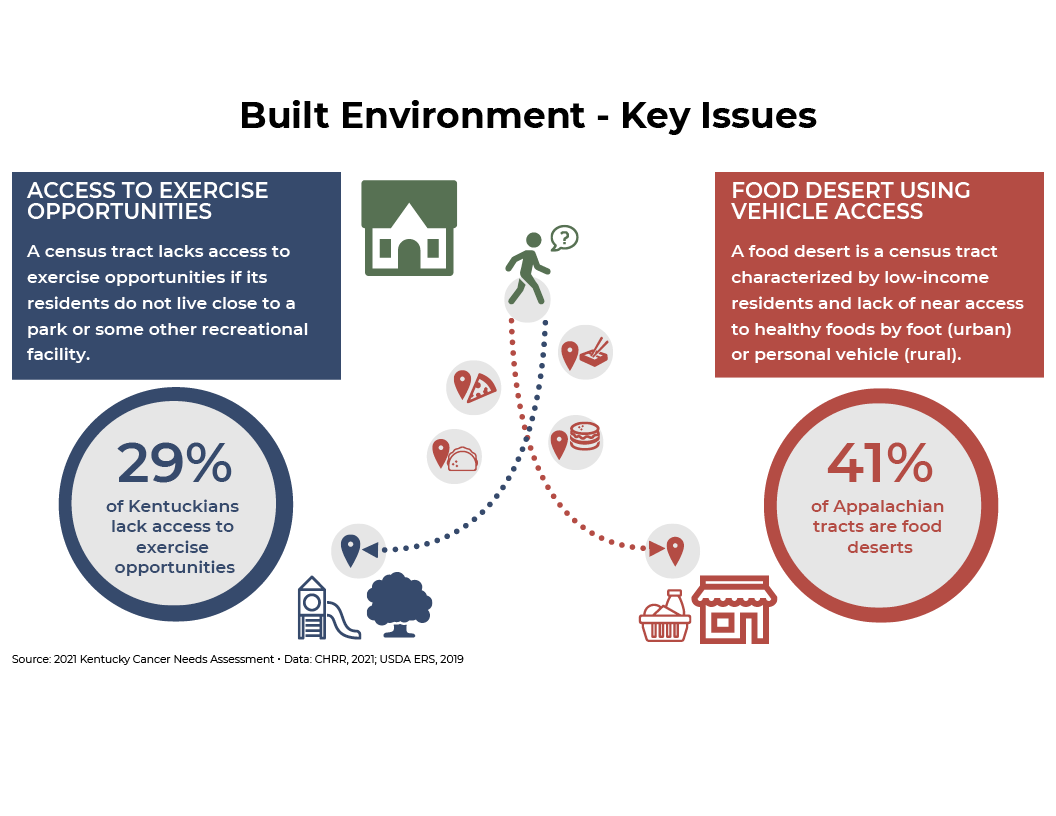 Built Environment - Key Issues
ACCESS TO EXERCISE
OPPORTUNITIES
A census tract lacks access to
exercise opportunities if its
residents do not live close to a
park or some other recreational
facility.
29%
of Kentuckians
lack access to
exercise
opportunities
?
FOOD DESERT USING
VEHICLE ACCESS
A food desert is a census tract
characterized by low-income
residents and lack of near access
to healthy foods by foot (urban)
or personal vehicle (rural).
41%
of Appalachian
tracts are food
deserts
Source: 2021 Kentucky Cancer Needs Assessment • Data: CHRR, 2021; USDA ERS, 2019